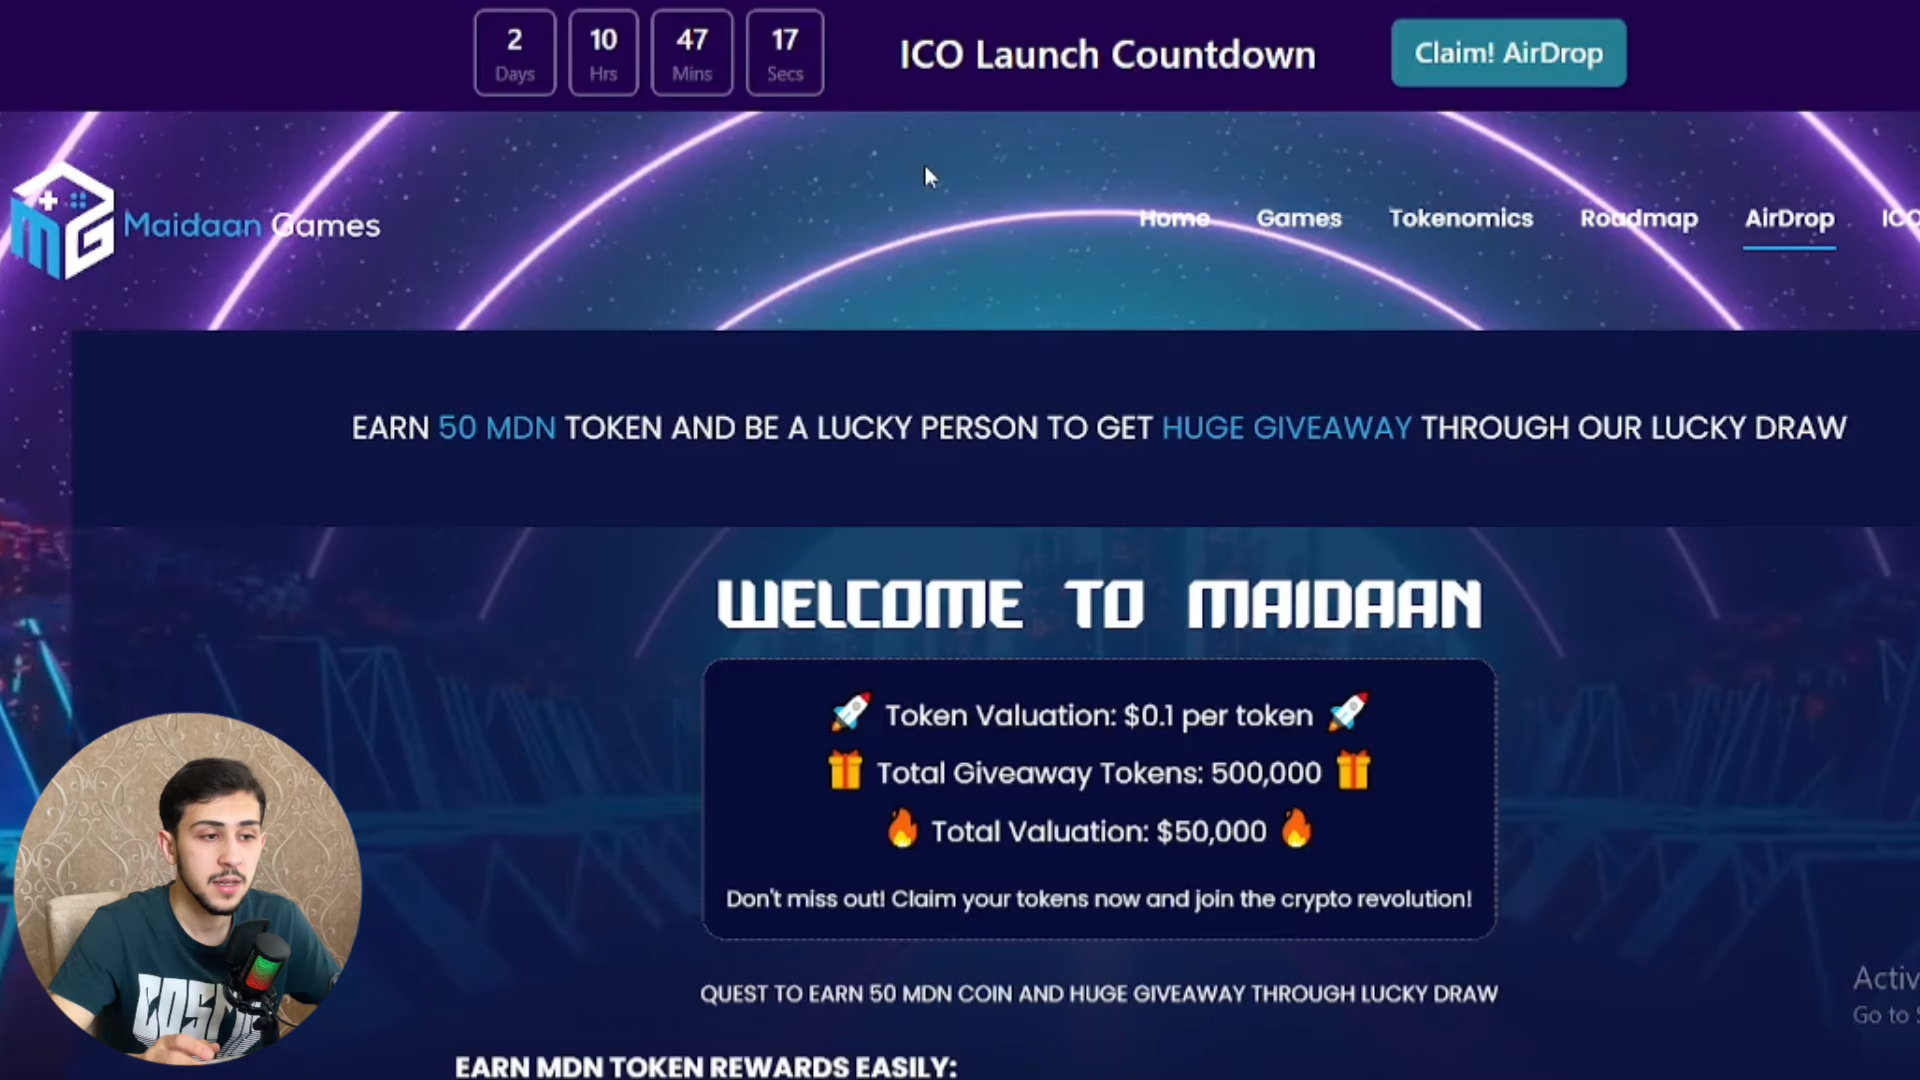 2 Days
10 Hrs
47 Mins
17 Secs
ICO Launch Countdown
Claim! AirDrop
Maidaan Games
Home Games Tokenomics Roadmap AirDrop ICO
EARN 50 MDN TOKEN AND BE A LUCKY PERSON TO GET HUGE GIVEAWAY THROUGH OUR LUCKY DRAW
WELCOME TO MAIDAAN
🚀 Token Valuation: $0.1 per token 🚀
🎁 Total Giveaway Tokens: 500,000 🎁
🔥 Total Valuation: $50,000 🔥
Don't miss out! Claim your tokens now and join the crypto revolution!
QUEST TO EARN 50 MDN COIN AND HUGE GIVEAWAY THROUGH LUCKY DRAW
EARN MDN TOKEN REWARDS EASILY:
Activ
Go to S